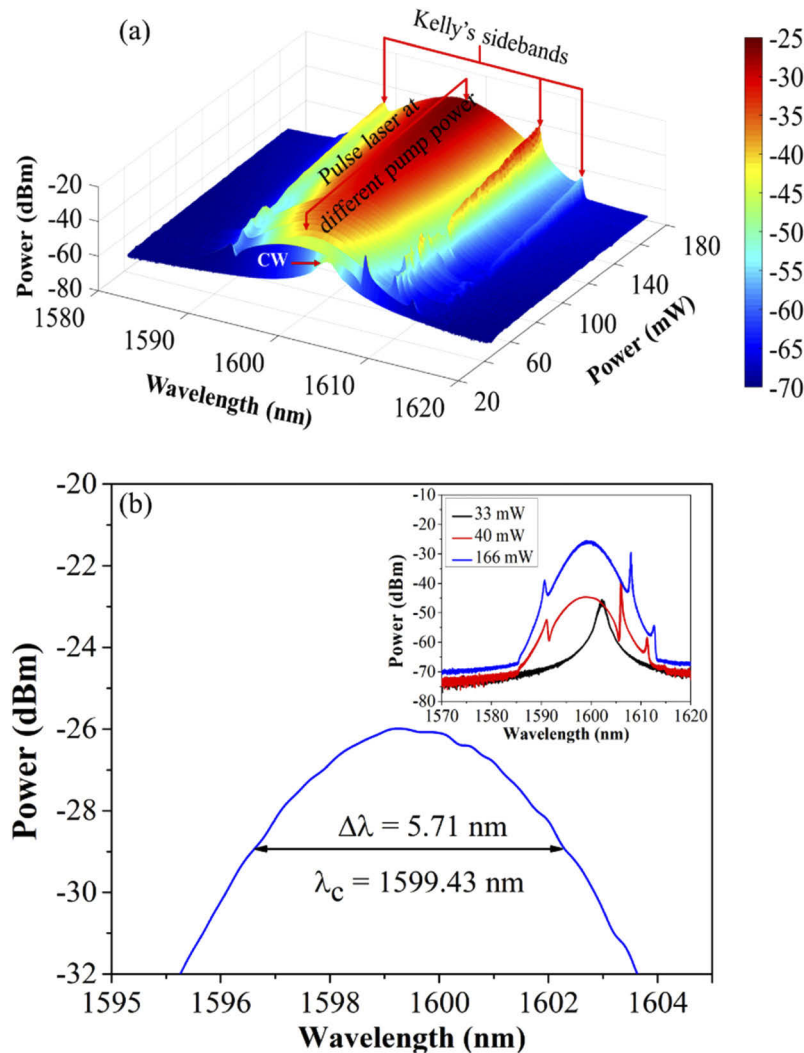 (a)
Kelly's sidebands
Pulse laser at
different pump power
CW
-20
-40
-60
-80
Power (dBm)
1580
1590
1600
1610
1620
Wavelength (nm)
20
60
100
140
180
Power (mW)
-25
-30
-35
-40
-45
-50
-55
-60
-65
-70
(b)
-20
-22
-24
-26
-28
-30
-32
Power (dBm)
1595
1596
1598
1600
1602
1604
Wavelength (nm)
Δλ = 5.71 nm
λc = 1599.43 nm
33 mW
40 mW
166 mW
-10
-20
-30
-40
-50
-60
-70
-80
Power (dBm)
1570
1580
1590
1600
1610
1620
Wavelength (nm)